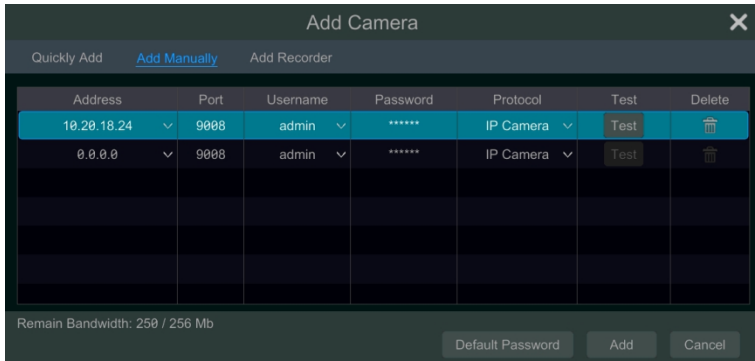 Add Camera
Quickly Add Add Manually Add Recorder
Address Port Username Password Protocol Test Delete
10.20.18.24 9008 admin ****** IP Camera Test
0.0.0.0 9008 admin ****** IP Camera Test
Remain Bandwidth: 250 / 256 Mb
Default Password Add Cancel